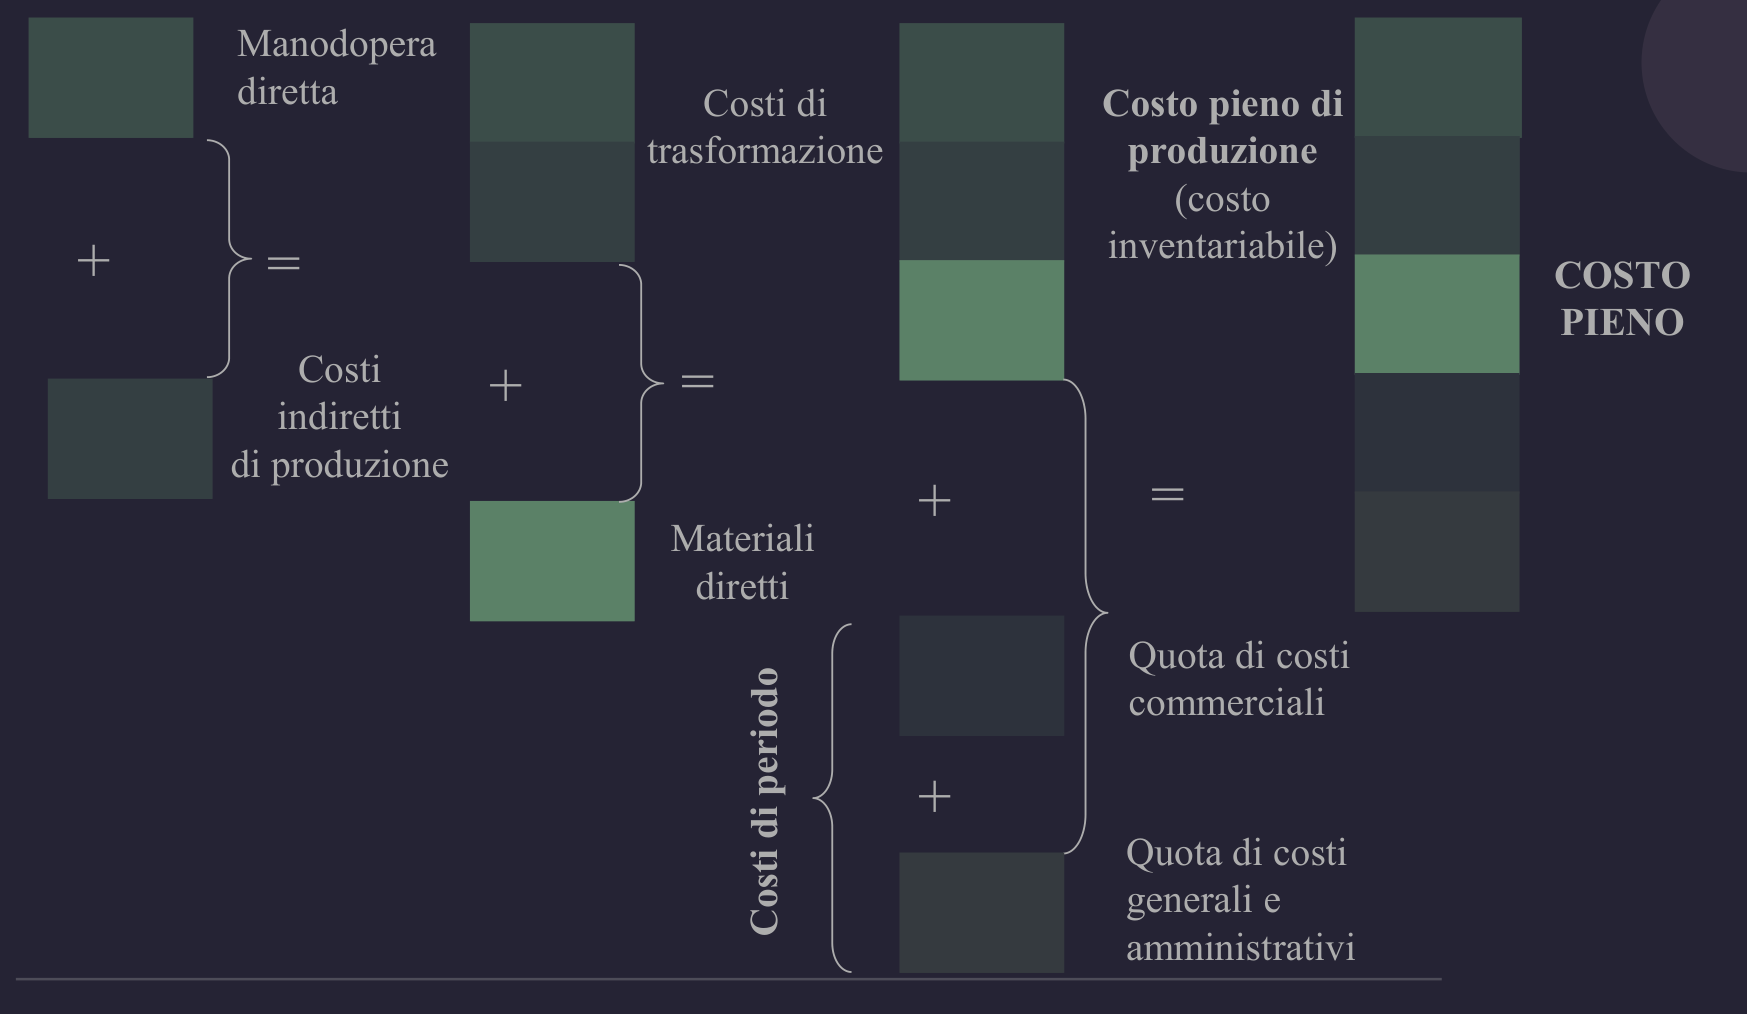 Manodopera
diretta
+
=
Costi
indiretti
di produzione
Costi di
trasformazione
+
=
Materiali
diretti
Costo pieno di
produzione
(costo
inventariabile)
+
=
Costi di periodo
Quota di costi
commerciali
+
Quota di costi
generali e
amministrativi
COSTO
PIENO